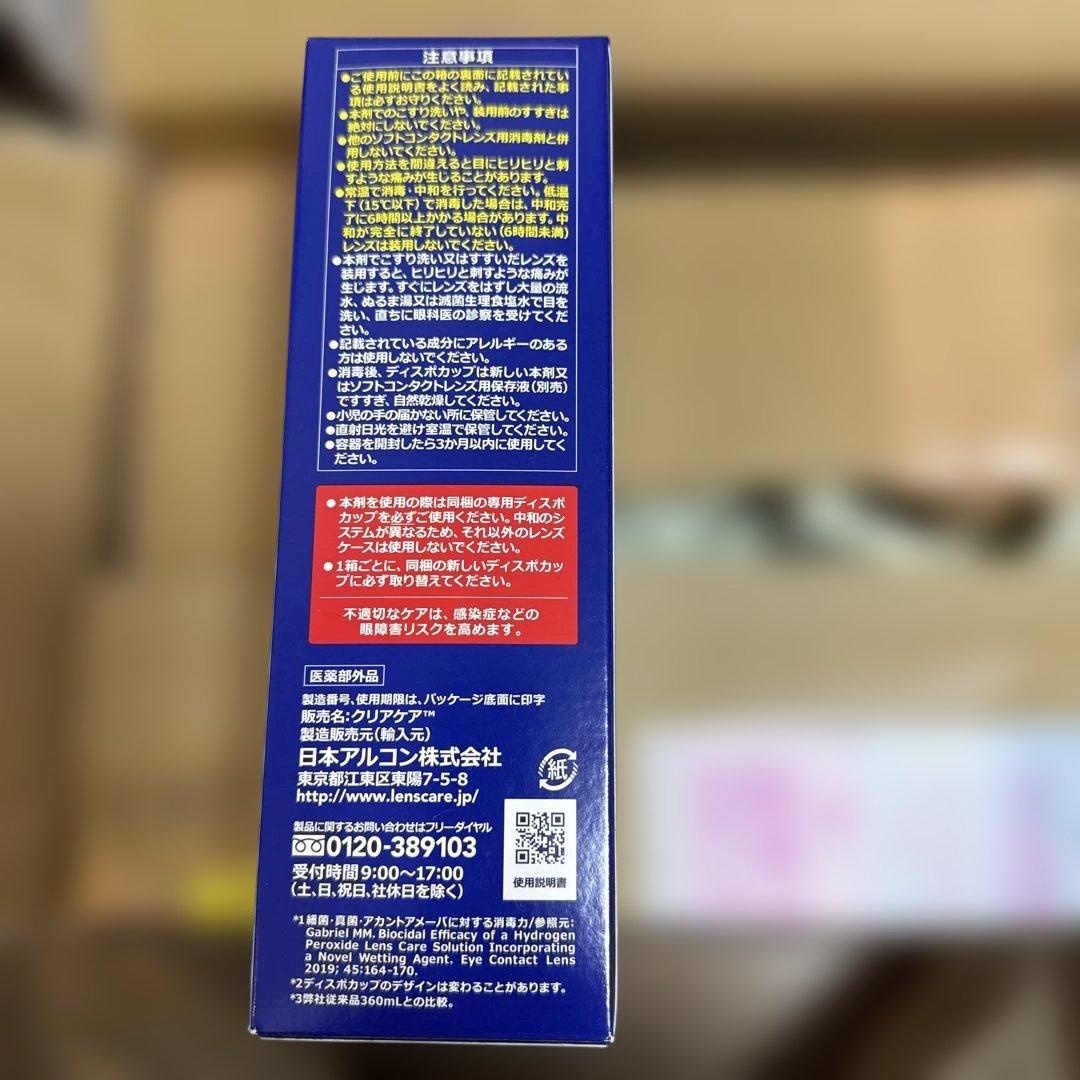 注意事項
●ご使用前にこの箱の裏面に記載されてい
る使用説明書をよく読み、記載された事
項は必ずお守りください。
●本剤でのこすり洗いや、装用前のすすぎは
絶対にしないでください。
●他のソフトコンタクトレンズ用消毒剤と併
用しないでください。
●使用方法を間違えると目にヒリヒリと刺
すような痛みが生じることがあります。
●常温で消毒・中和を行ってください。低温
下(15℃以下)で消毒した場合は、中和完
了に6時間以上かかる場合があります。中
和が完全に終了していない(6時間未満)
レンズは装用しないでください。
●本剤でこすり洗い又はすすいだレンズを
装用すると、ヒリヒリと刺すような痛みが
生じます。すぐにレンズをはずし大量の流
水、ぬるま湯又は滅菌生理食塩水で目を
洗い、直ちに眼科医の診察を受けてくだ
さい。
●記載されている成分にアレルギーのある
方は使用しないでください。
●消毒後、ディスポカップは新しい本剤又
はソフトコンタクトレンズ用保存液(別売)
ですすぎ、自然乾燥してください。
●小児の手の届かない所に保管してください。
●直射日光を避け室温で保管してください。
●容器を開封したら3か月以内に使用してく
ださい。
●本剤を使用の際は同梱の専用ディスポ
カップを必ずご使用ください。中和のシ
ステムが異なるため、それ以外のレンズ
ケースは使用しないでください。
●1箱ごとに、同梱の新しいディスポカッ
プに必ず取り替えてください。
不適切なケアは、感染症などの
眼障害リスクを高めます。
医薬部外品
製造番号、使用期限は、パッケージ底面に印字
販売名:クリアケア™
製造販売元(輸入元)
日本アルコン株式会社
東京都江東区東陽7-5-8
http://www.lenscare.jp/
紙
製品に関するお問い合わせはフリーダイヤル
0120-389103
受付時間 9:00～17:00
(土、日、祝日、社休日を除く)
使用説明書
*1細菌・真菌・アカントアメーバに対する消毒力/参照元:
Gabriel MM. Biocidal Efficacy of a Hydrogen
Peroxide Lens Care Solution Incorporating
a Novel Wetting Agent. Eye Contact Lens
2019; 45:164-170.
*2ディスポカップのデザインは変わることがあります。
*3弊社従来品360mLとの比較。